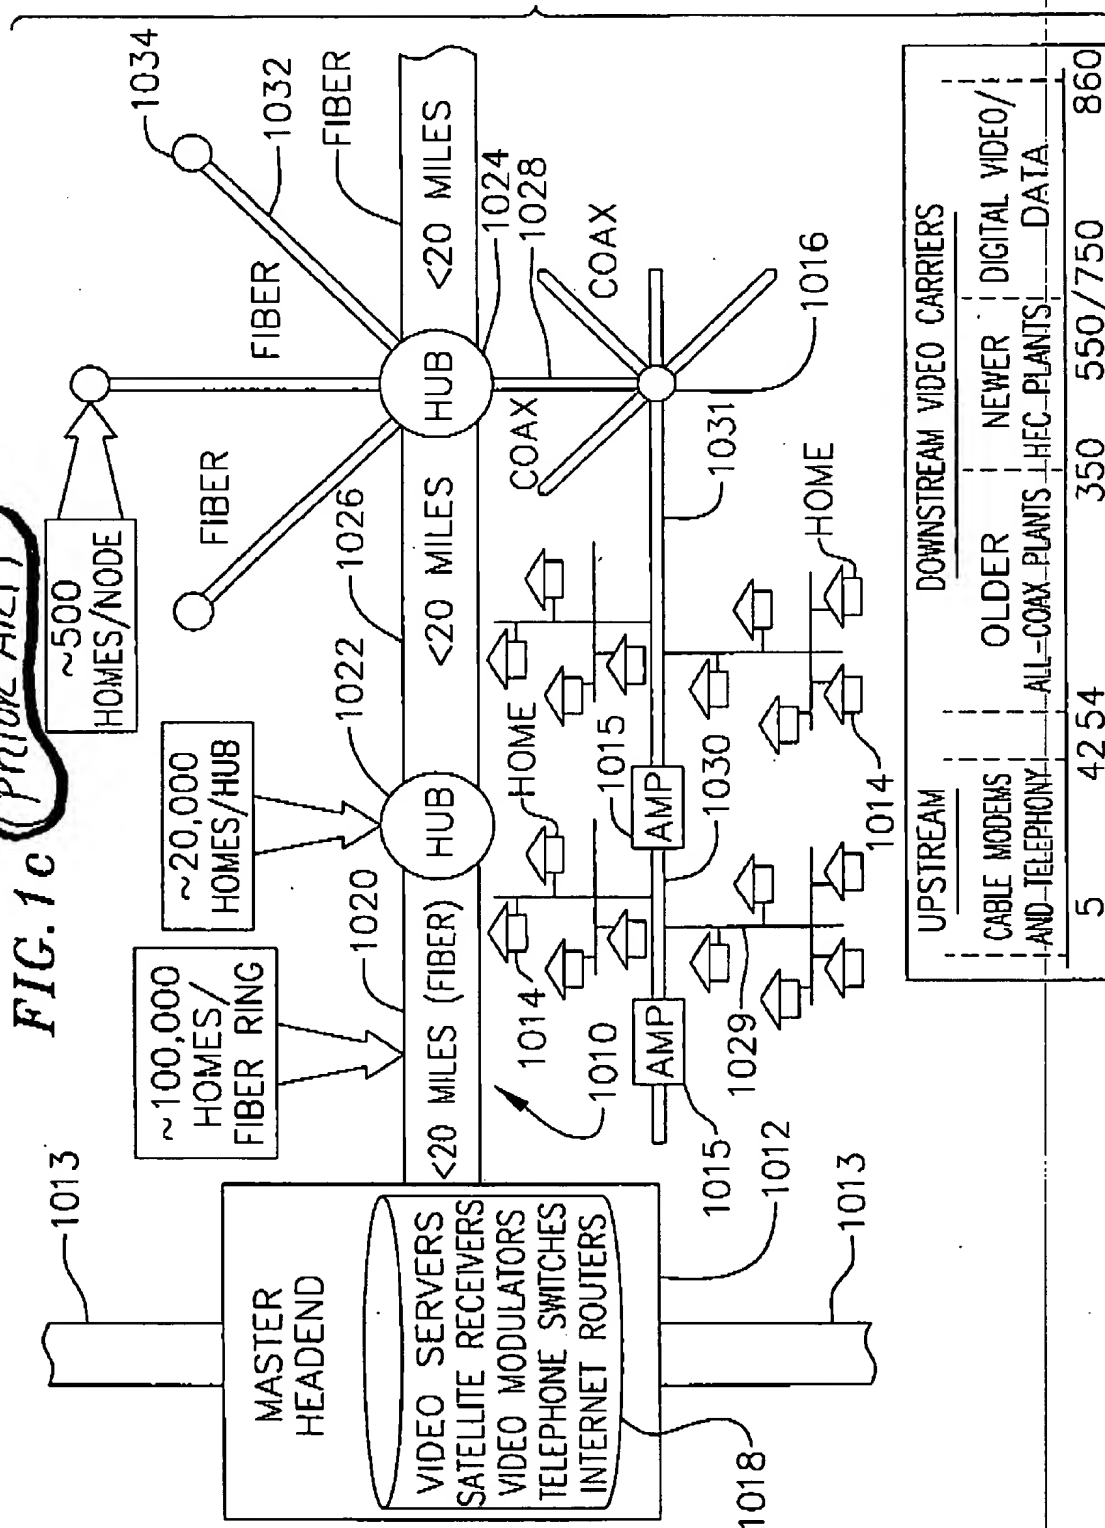 FIG. 1c
(PRIOR ART)
~100,000
HOMES/
FIBER RING
~20,000
HOMES/HUB
~500
HOMES/NODE
1013
MASTER
HEADEND
VIDEO SERVERS
SATELLITE RECEIVERS
VIDEO MODULATORS
TELEPHONE SWITCHES
INTERNET ROUTERS
1018
1012
1013
<20 MILES (FIBER)
1020
1010
HUB
1022
<20 MILES
1026
HUB
<20 MILES
FIBER
FIBER
FIBER
1034
1032
1024
1028
COAX
COAX
1016
1031
HOME
HOME
1014
1015
AMP
1029
1030
AMP
1015
1014
UPSTREAM
CABLE MODEMS
AND TELEPHONY
DOWNSTREAM VIDEO CARRIERS
OLDER
ALL-COAX PLANTS
NEWER
HFC PLANTS
DIGITAL VIDEO/
DATA
5 42 54 350 550/750 860